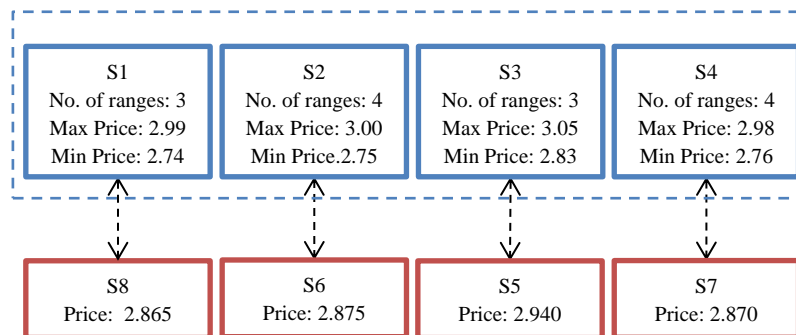 S1
No. of ranges: 3
Max Price: 2.99
Min Price: 2.74
S2
No. of ranges: 4
Max Price: 3.00
Min Price.2.75
S3
No. of ranges: 3
Max Price: 3.05
Min Price: 2.83
S4
No. of ranges: 4
Max Price: 2.98
Min Price: 2.76
S8
Price: 2.865
S6
Price: 2.875
S5
Price: 2.940
S7
Price: 2.870